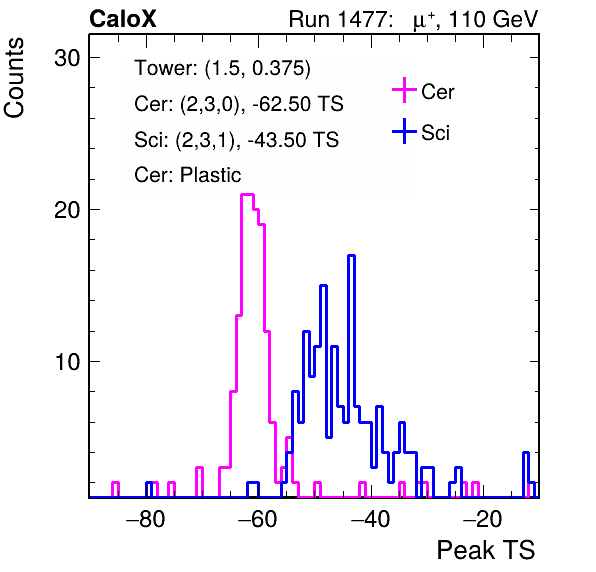 CaloX Run 1477: μ⁺, 110 GeV
Counts
30
20
10
Tower: (1.5, 0.375)
Cer: (2,3,0), -62.50 TS
Sci: (2,3,1), -43.50 TS
Cer: Plastic
Cer
Sci
−80 −60 −40 −20
Peak TS